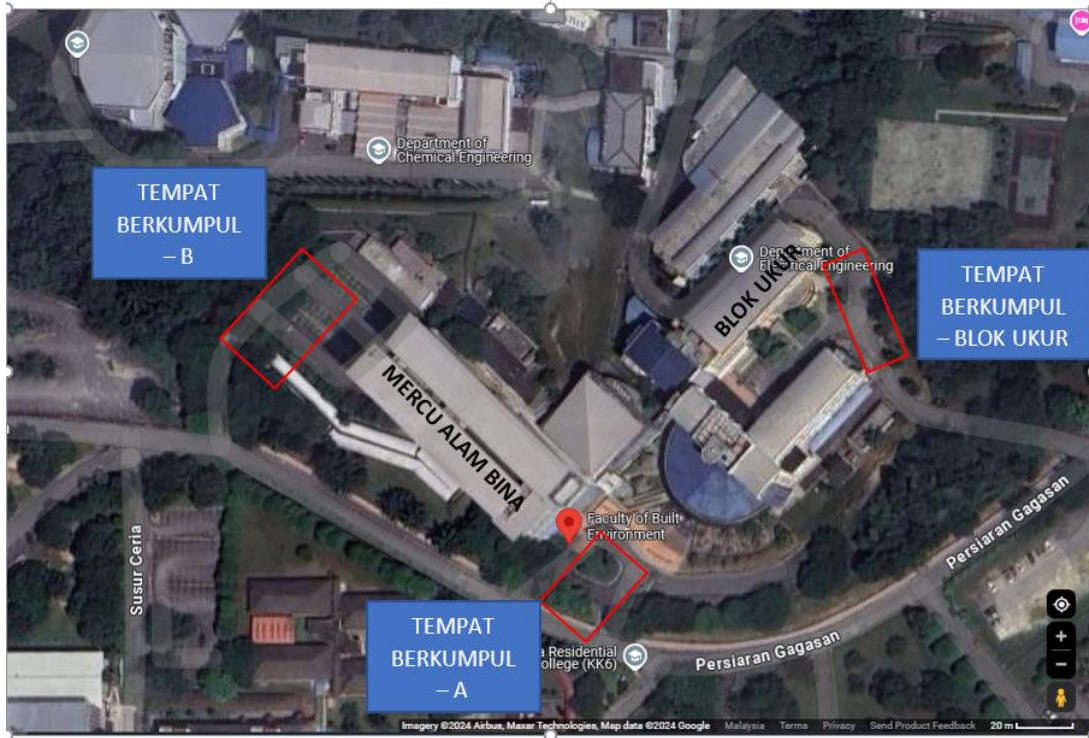 Department of
Chemical Engineering
TEMPAT
BERKUMPUL
– B
Department of
Electrical Engineering
BLOK UKUR
TEMPAT
BERKUMPUL
– BLOK UKUR
MERCU ALAM BINA
Faculty of Built
Environment
Persiaran Gagasan
Susur Ceria
TEMPAT
BERKUMPUL
– A
a Residential
College (KK6)
Persiaran Gagasan
Imagery ©2024 Airbus, Maxar Technologies, Map data ©2024 Google Malaysia Terms Privacy Send Product Feedback 20 m